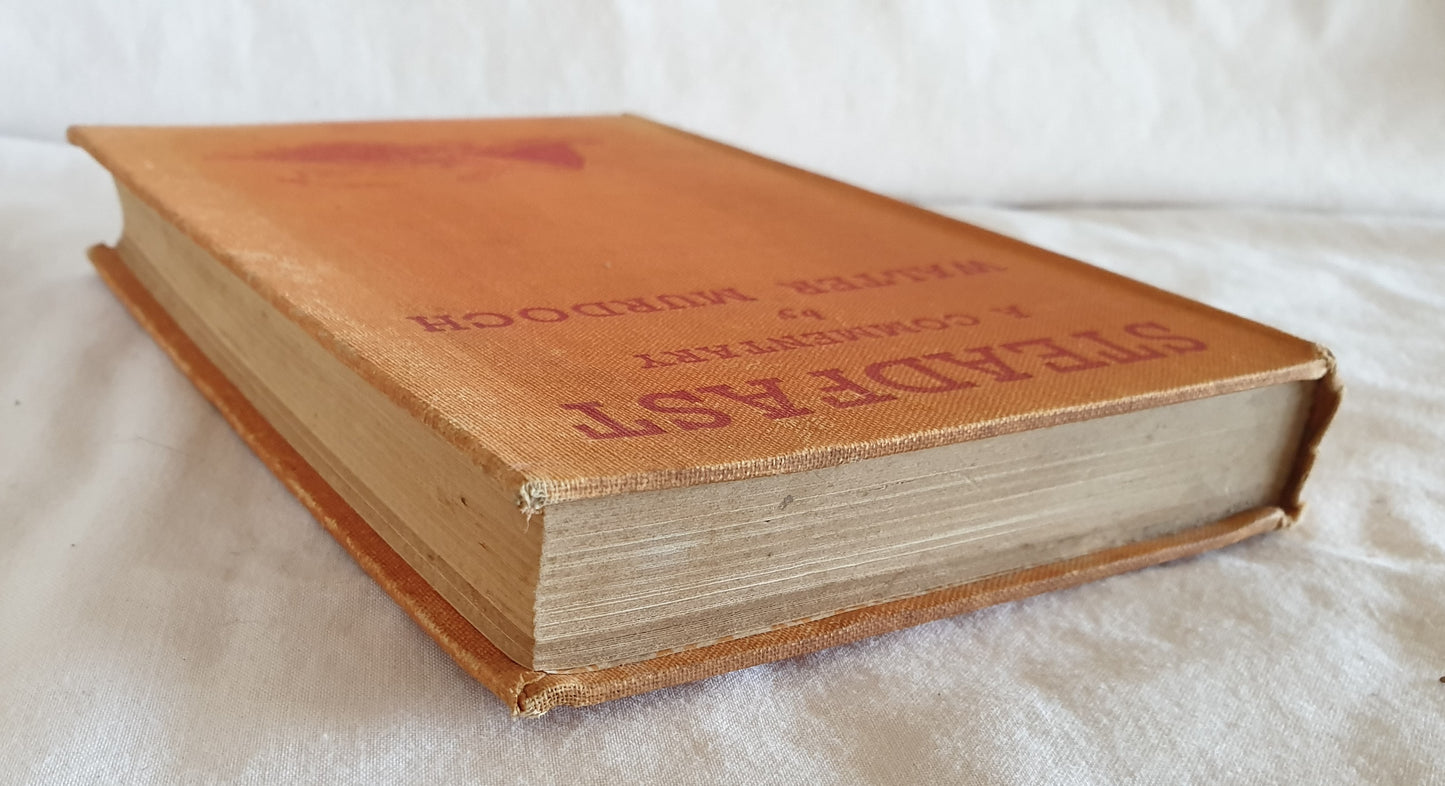 STEADFAST
A COMMENTARY
by
WALTER MURDOCH